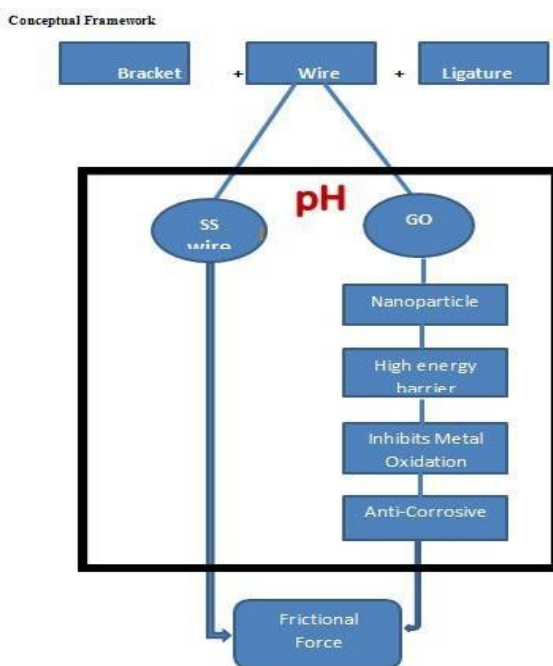 Conceptual Framework
Bracket + Wire + Ligature
pH
SS
wire
GO
Nanoparticle
High energy
barrier
Inhibits Metal
Oxidation
Anti-Corrosive
Frictional
Force